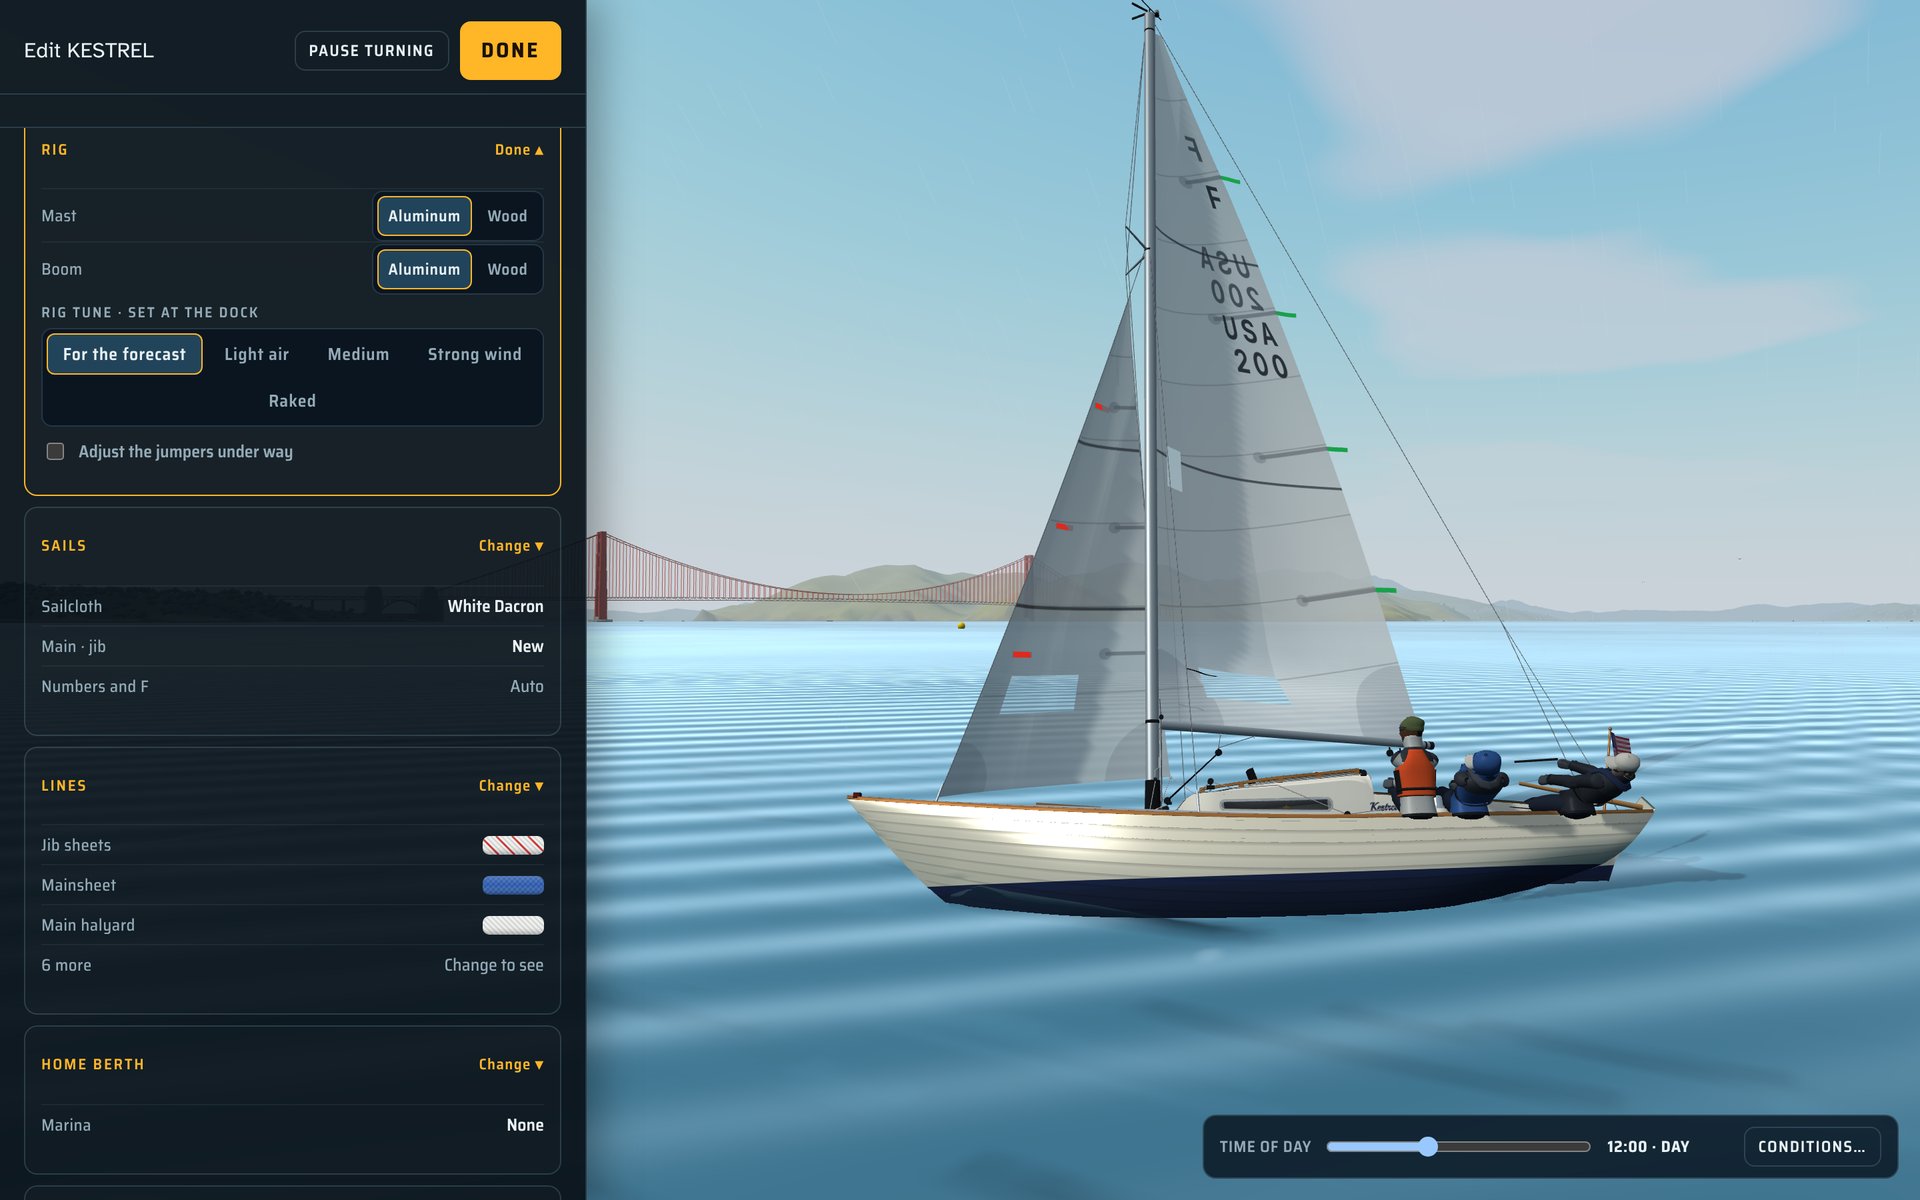 Edit KESTREL
PAUSE TURNING
DONE
RIG
Done ▲
Mast
Aluminum
Wood
Boom
Aluminum
Wood
RIG TUNE · SET AT THE DOCK
For the forecast
Light air
Medium
Strong wind
Raked
Adjust the jumpers under way
SAILS
Change ▼
Sailcloth
White Dacron
Main · jib
New
Numbers and F
Auto
LINES
Change ▼
Jib sheets
Mainsheet
Main halyard
6 more
Change to see
HOME BERTH
Change ▼
Marina
None
F
F
USA
200
USA
200
TIME OF DAY
12:00 · DAY
CONDITIONS...